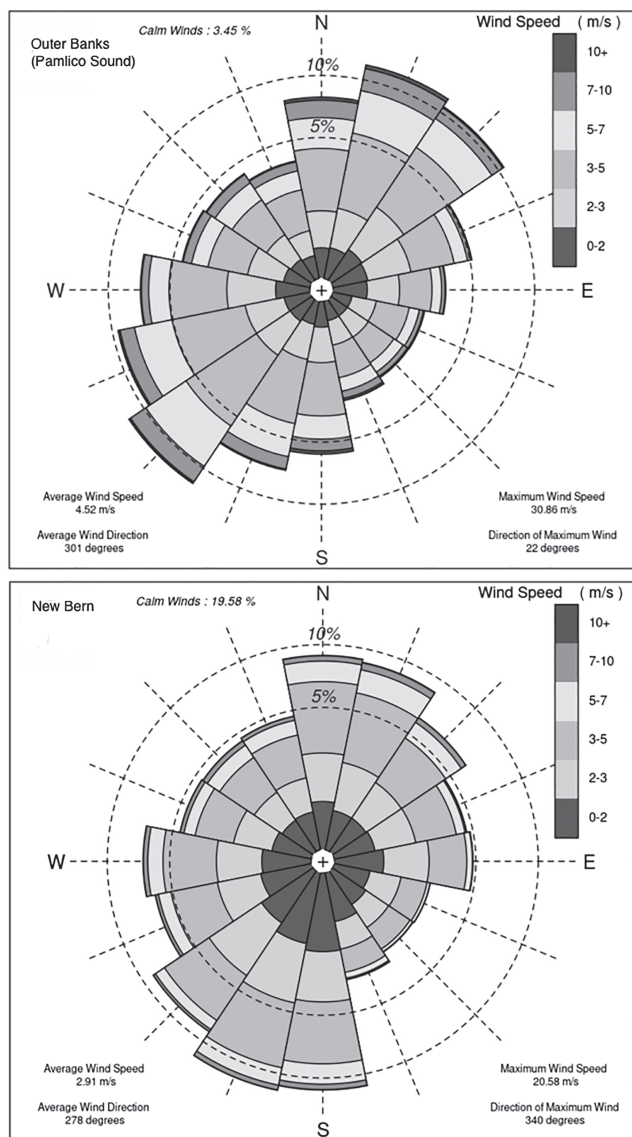 Outer Banks
(Pamlico Sound)
Calm Winds : 3.45 %
N
Wind Speed ( m/s)
10+
7-10
5-7
3-5
2-3
0-2
10%
5%
W
E
Average Wind Speed
4.52 m/s
Average Wind Direction
301 degrees
Maximum Wind Speed
30.86 m/s
Direction of Maximum Wind
22 degrees
S
New Bern
Calm Winds : 19.58 %
N
Wind Speed ( m/s)
10+
7-10
5-7
3-5
2-3
0-2
10%
5%
W
E
Average Wind Speed
2.91 m/s
Average Wind Direction
278 degrees
Maximum Wind Speed
20.58 m/s
Direction of Maximum Wind
340 degrees
S